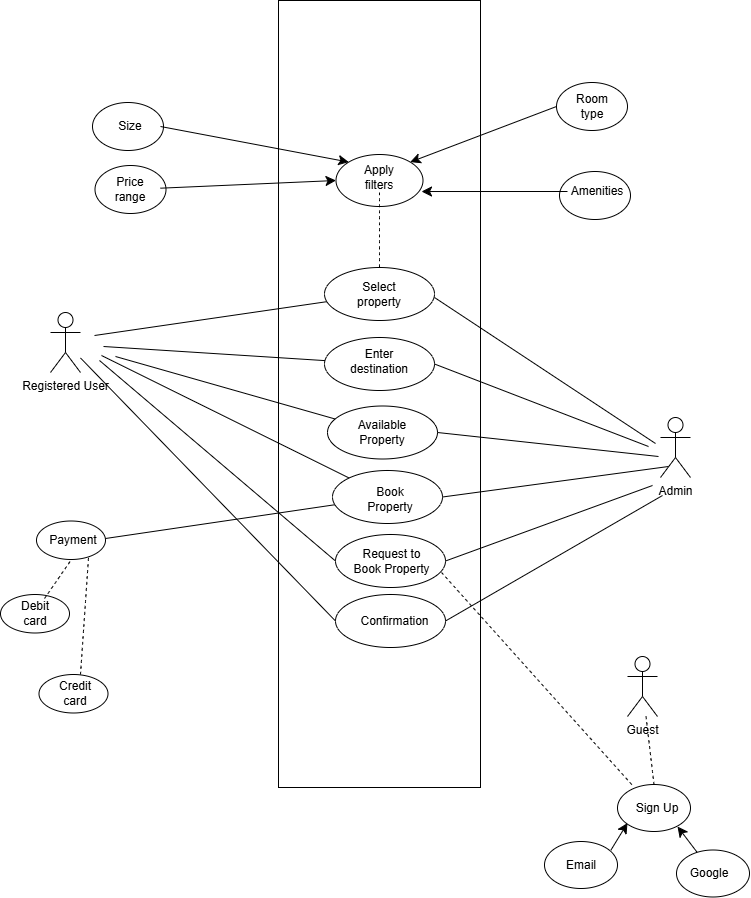 Size
Room
type
Price
range
Apply
filters
Amenities
Select
property
Registered User
Enter
destination
Available
Property
Admin
Book
Property
Payment
Request to
Book Property
Debit
card
Confirmation
Credit
card
Guest
Sign Up
Email
Google